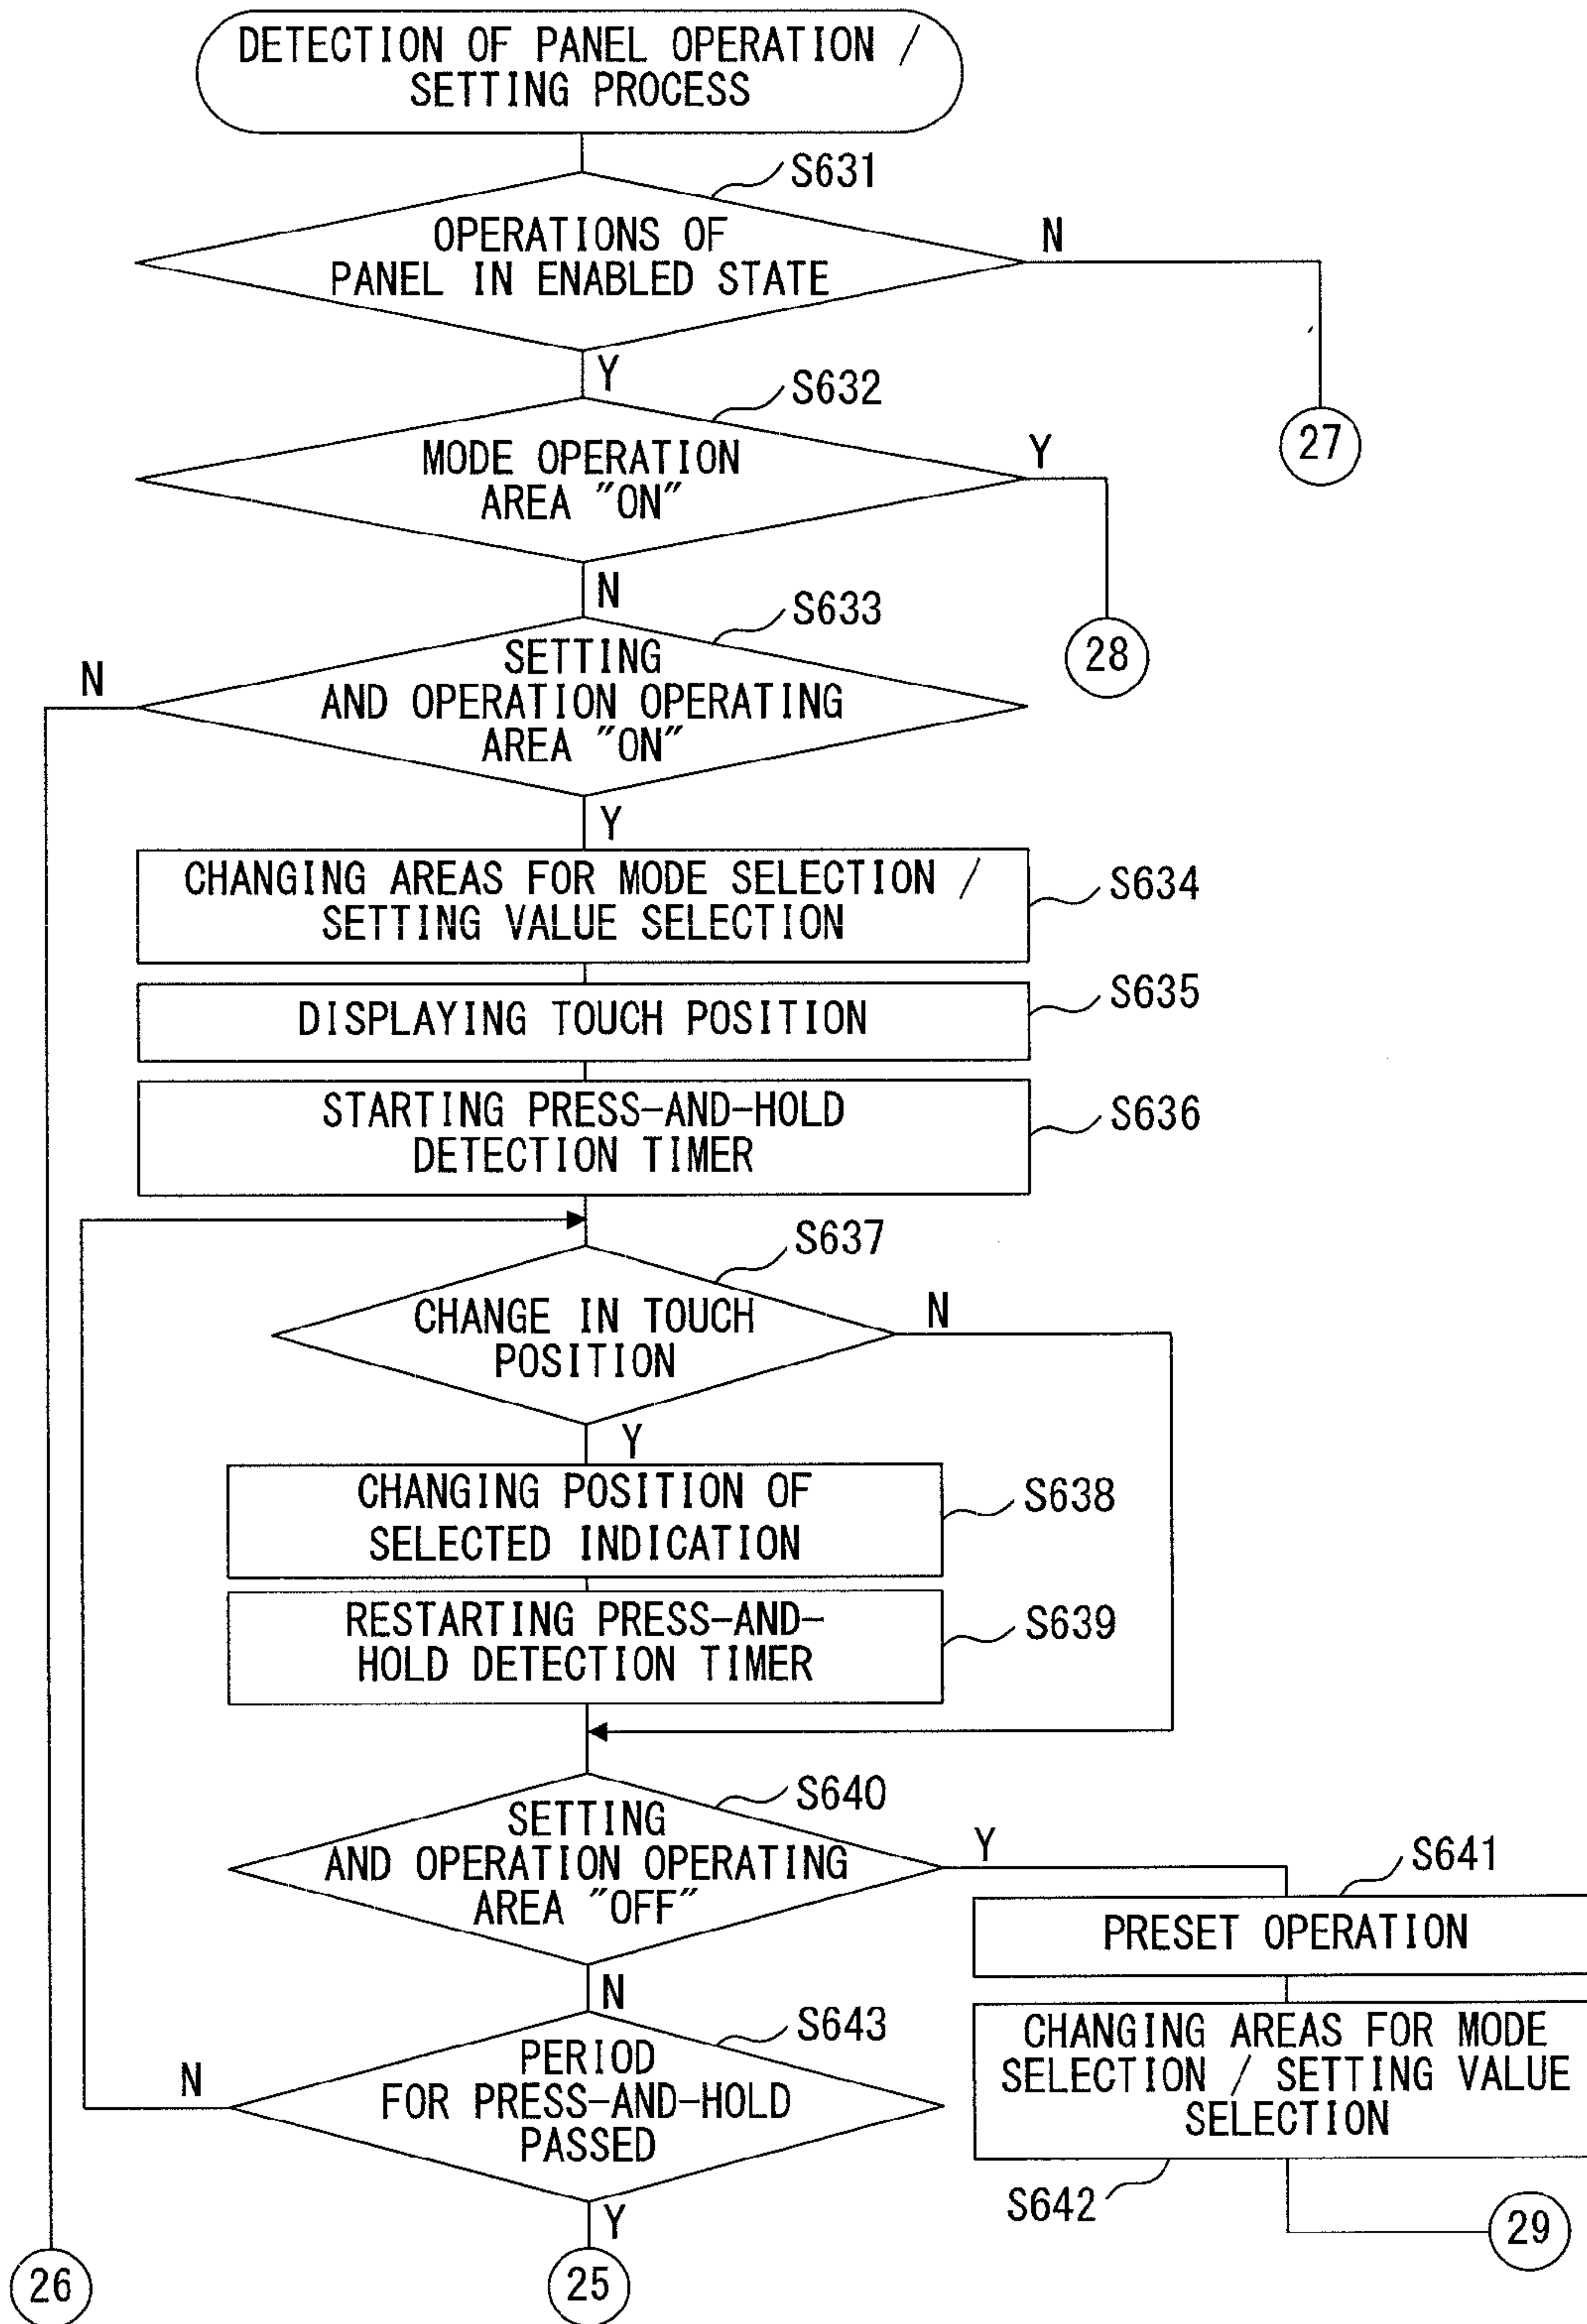 DETECTION OF PANEL OPERATION /
SETTING PROCESS
S631
OPERATIONS OF
PANEL IN ENABLED STATE
N
Y
27
S632
MODE OPERATION
AREA "ON"
Y
N
28
S633
SETTING
AND OPERATION OPERATING
AREA "ON"
N
Y
CHANGING AREAS FOR MODE SELECTION /
SETTING VALUE SELECTION
S634
DISPLAYING TOUCH POSITION
S635
STARTING PRESS-AND-HOLD
DETECTION TIMER
S636
S637
CHANGE IN TOUCH
POSITION
N
Y
CHANGING POSITION OF
SELECTED INDICATION
S638
RESTARTING PRESS-AND-
HOLD DETECTION TIMER
S639
S640
SETTING
AND OPERATION OPERATING
AREA "OFF"
Y
N
S641
PRESET OPERATION
CHANGING AREAS FOR MODE
SELECTION / SETTING VALUE
SELECTION
S642
29
S643
PERIOD
FOR PRESS-AND-HOLD
PASSED
N
Y
26
25